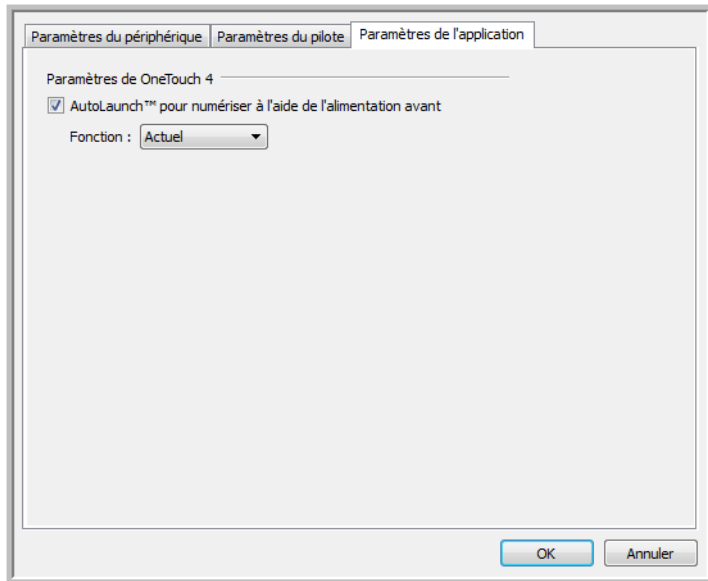 Paramètres du périphérique Paramètres du pilote Paramètres de l'application
Paramètres de OneTouch 4
AutoLaunch™ pour numériser à l'aide de l'alimentation avant
Fonction : Actuel
OK Annuler